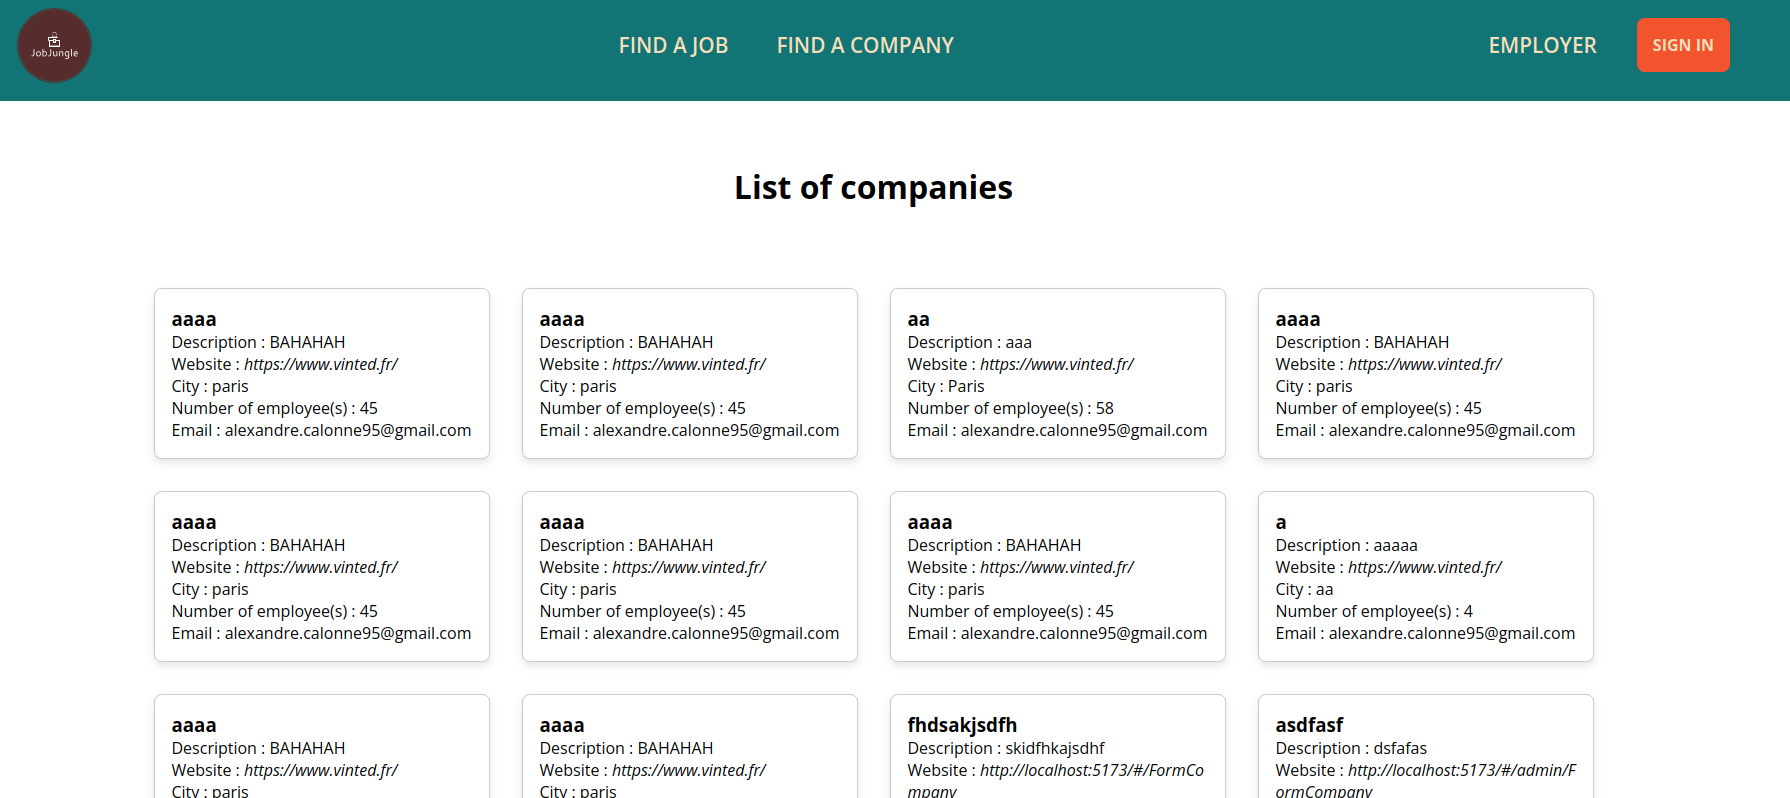 JobJungle
FIND A JOB
FIND A COMPANY
EMPLOYER
SIGN IN
List of companies
aaaa
Description : BAHAHAH
Website : https://www.vinted.fr/
City : paris
Number of employee(s) : 45
Email : alexandre.calonne95@gmail.com
aaaa
Description : BAHAHAH
Website : https://www.vinted.fr/
City : paris
Number of employee(s) : 45
Email : alexandre.calonne95@gmail.com
aa
Description : aaa
Website : https://www.vinted.fr/
City : Paris
Number of employee(s) : 58
Email : alexandre.calonne95@gmail.com
aaaa
Description : BAHAHAH
Website : https://www.vinted.fr/
City : paris
Number of employee(s) : 45
Email : alexandre.calonne95@gmail.com
aaaa
Description : BAHAHAH
Website : https://www.vinted.fr/
City : paris
Number of employee(s) : 45
Email : alexandre.calonne95@gmail.com
aaaa
Description : BAHAHAH
Website : https://www.vinted.fr/
City : paris
Number of employee(s) : 45
Email : alexandre.calonne95@gmail.com
aaaa
Description : BAHAHAH
Website : https://www.vinted.fr/
City : paris
Number of employee(s) : 45
Email : alexandre.calonne95@gmail.com
a
Description : aaaaa
Website : https://www.vinted.fr/
City : aa
Number of employee(s) : 4
Email : alexandre.calonne95@gmail.com
aaaa
Description : BAHAHAH
Website : https://www.vinted.fr/
City : paris
aaaa
Description : BAHAHAH
Website : https://www.vinted.fr/
City : paris
fhdsakjsdfh
Description : skidfhkajsdhf
Website : http://localhost:5173/#/FormCo
mpany
asdfasf
Description : dsfafas
Website : http://localhost:5173/#/admin/F
ormCompany